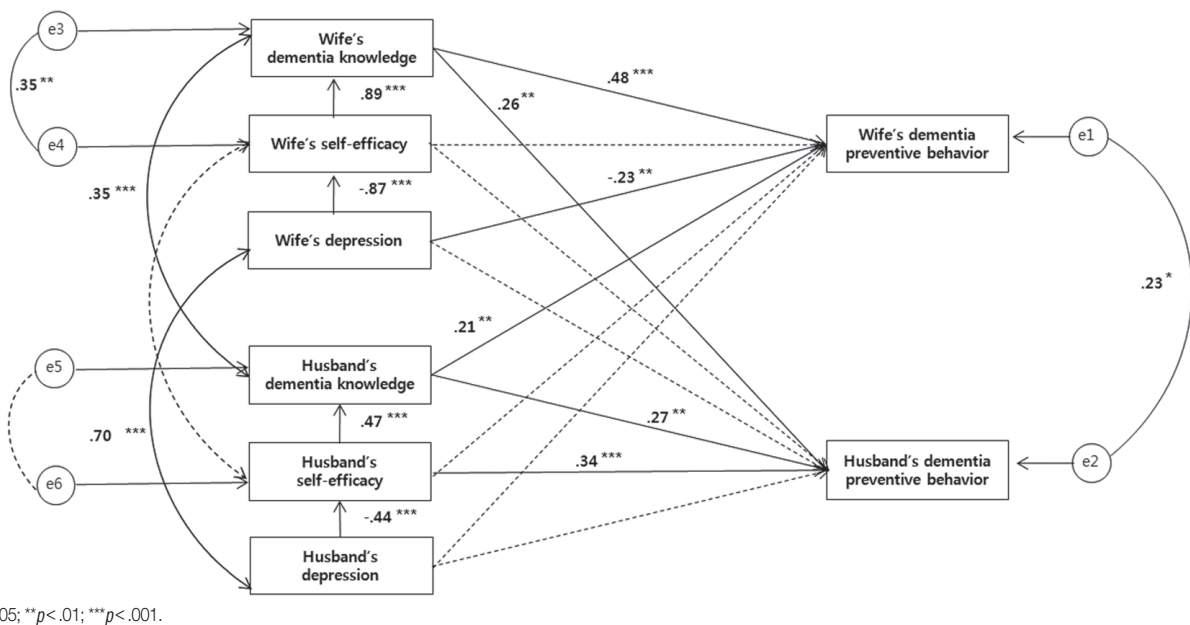 e3
Wife's
dementia knowledge
.35**
.89***
.48***
.26**
e4
Wife's self-efficacy
Wife's dementia
preventive behavior
e1
.35***
-.87***
-.23**
Wife's depression
.23*
.21**
e5
Husband's
dementia knowledge
.47***
.27**
.70 ***
.34***
e6
Husband's
self-efficacy
Husband's dementia
preventive behavior
e2
-.44***
Husband's
depression
05; **p<.01; ***p<.001.